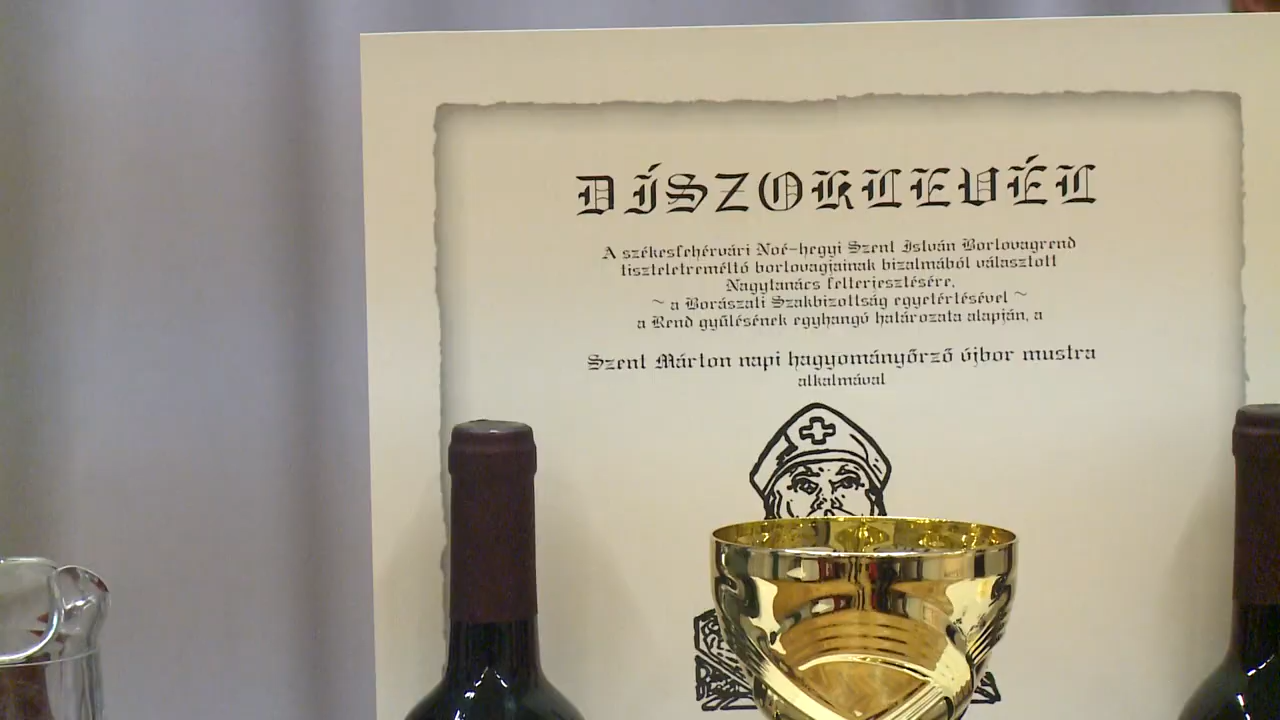 DÍSZOKLEVÉL
A székesfehérvári Noé-hegyi Szent István Borlovagrend
tiszteletreméltó borlovagjainak bizalmából választott
Nagytanács felterjesztésére,
~ a Borászati Szakbizottság egyetértésével ~
a Rend gyűlésének egyhangú határozata alapján, a
Szent Márton napi hagyományőrző újbor mustra
alkalmával